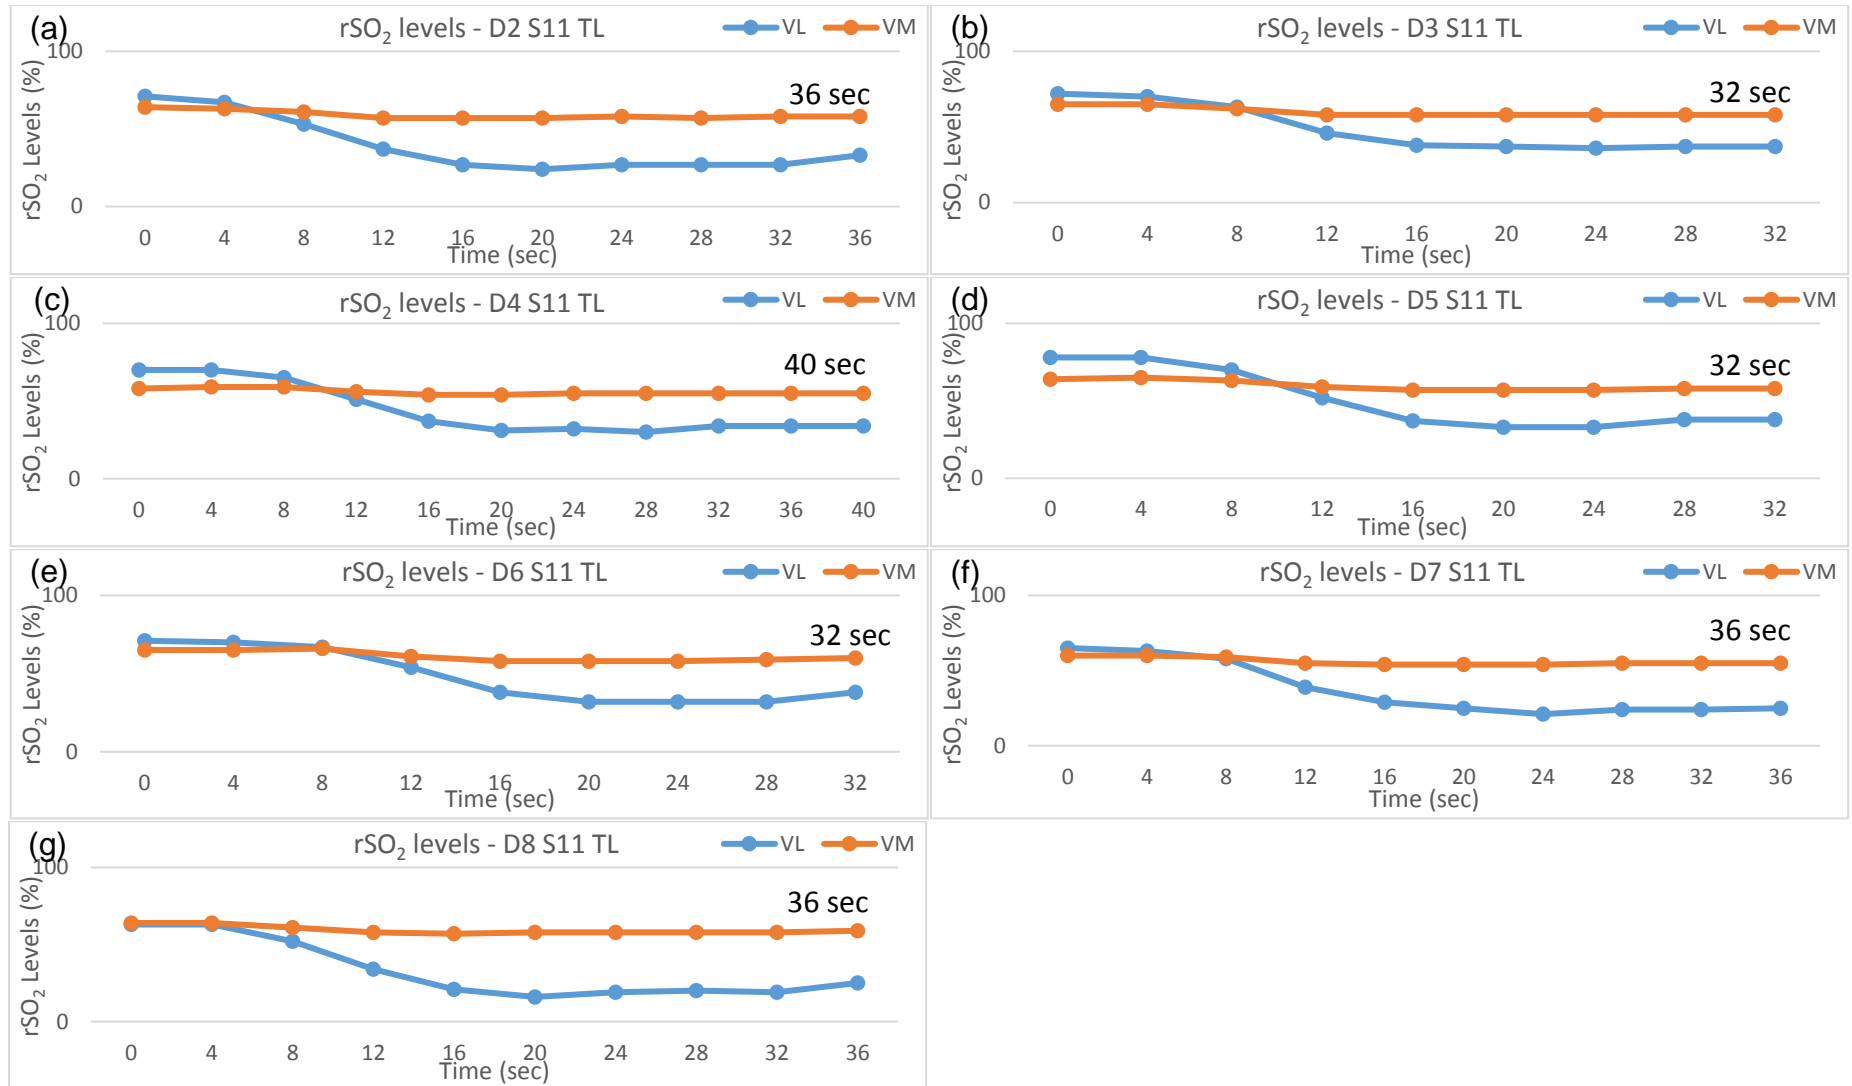 (a)
rSO2 levels - D2 S11 TL
VL VM
100
36 sec
rSO2 Levels (%)
0
0 4 8 12 16 20 24 28 32 36
Time (sec)
(b)
rSO2 levels - D3 S11 TL
VL VM
100
32 sec
rSO2 Levels (%)
0
0 4 8 12 16 20 24 28 32
Time (sec)
(c)
rSO2 levels - D4 S11 TL
VL VM
100
40 sec
rSO2 Levels (%)
0
0 4 8 12 16 20 24 28 32 36 40
Time (sec)
(d)
rSO2 levels - D5 S11 TL
VL VM
100
32 sec
rSO2 Levels (%)
0
0 4 8 12 16 20 24 28 32
Time (sec)
(e)
rSO2 levels - D6 S11 TL
VL VM
100
32 sec
rSO2 Levels (%)
0
0 4 8 12 16 20 24 28 32
Time (sec)
(f)
rSO2 levels - D7 S11 TL
VL VM
100
36 sec
rSO2 Levels (%)
0
0 4 8 12 16 20 24 28 32 36
Time (sec)
(g)
rSO2 levels - D8 S11 TL
VL VM
100
36 sec
rSO2 Levels (%)
0
0 4 8 12 16 20 24 28 32 36
Time (sec)